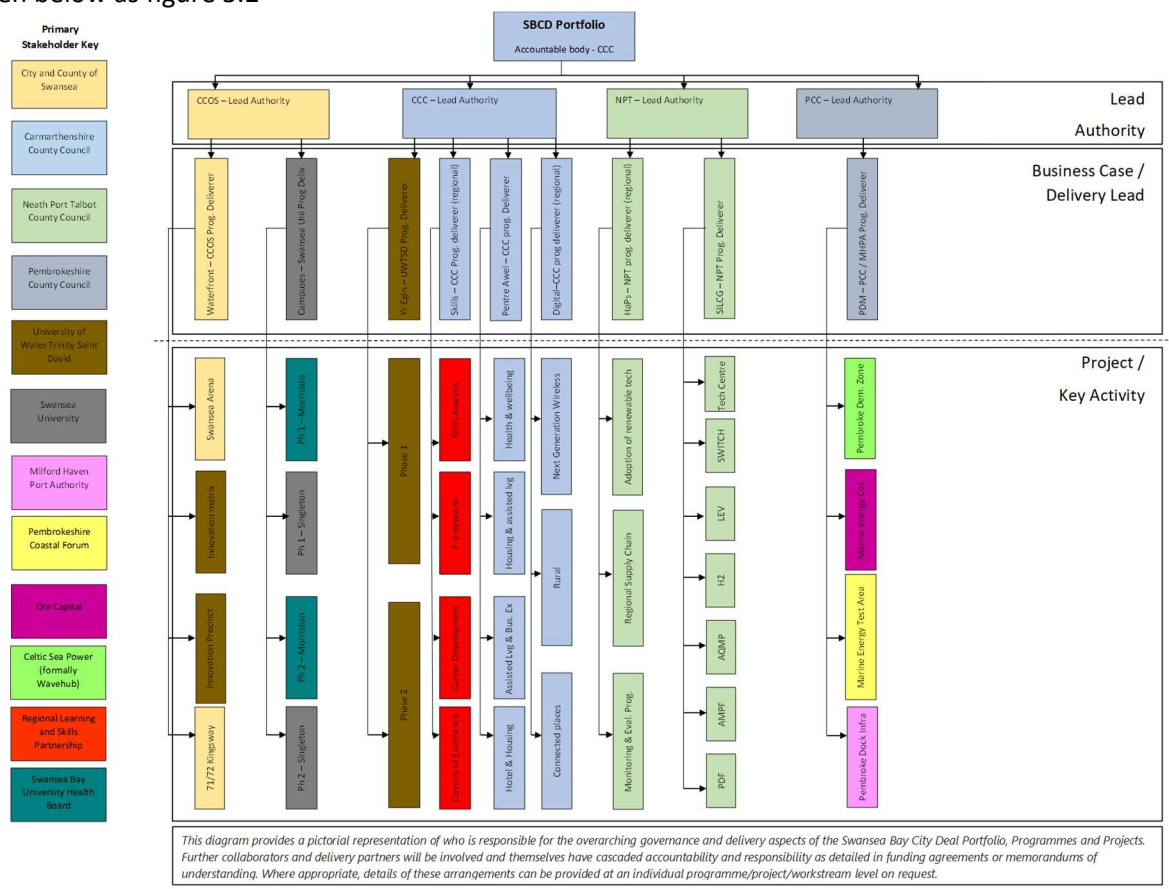 en below as figure 3.2
Primary
Stakeholder Key
City and County of
Swansea
Carmarthenshire
County Council
Neath Port Talbot
County Council
Pembrokeshire
County Council
University of
Wales Trinity Saint
David
Swansea
University
Milford Haven
Port Authority
Pembrokeshire
Coastal Forum
Ore Capital
Celtic Sea Power
(formally
Wavehub)
Regional Learning
and Skills
Partnership
Swansea Bay
University Health
Board
SBCD Portfolio
Accountable body - CCC
CCOS – Lead Authority
CCC – Lead Authority
NPT – Lead Authority
PCC – Lead Authority
Lead
Authority
Waterfront – CCOS Prog. Deliverer
Campuses – Swansea Uni Prog Deliv.
Yr Egin – UWTSD Prog. Deliverer
Skills – CCC Prog. deliverer (regional)
Pentre Awel – CCC prog. Deliverer
Digital–CCC prog deliverer (regional)
HaPs – NPT prog. deliverer (regional)
SILCG – NPT Prog. Deliverer
PDM – PCC / MHPA Prog. Deliverer
Business Case /
Delivery Lead
Project /
Key Activity
Swansea Arena
Innovation matrix
Innovation Precinct
71/72 Kingsway
Ph 1 – Morriston
Ph 1 – Singleton
Ph 2 – Morriston
Ph 2 – Singleton
Phase 1
Phase 2
Skills Analysis
Frameworks
Career Development
Centres of Excellence
Health & wellbeing
Housing & assisted lvg
Assisted Lvg & Bus. Ex
Hotel & Housing
Next Generation Wireless
Rural
Connected places
Adoption of renewable tech
Regional Supply Chain
Monitoring & Eval. Prog.
Tech Centre
SWITCH
LEV
H2
AQMP
AMPF
PDF
Pembroke Dem. Zone
Marine energy CoE
Marine Energy Test Area
Pembroke Dock Infra
This diagram provides a pictorial representation of who is responsible for the overarching governance and delivery aspects of the Swansea Bay City Deal Portfolio, Programmes and Projects.
Further collaborators and delivery partners will be involved and themselves have cascaded accountability and responsibility as detailed in funding agreements or memorandums of
understanding. Where appropriate, details of these arrangements can be provided at an individual programme/project/workstream level on request.